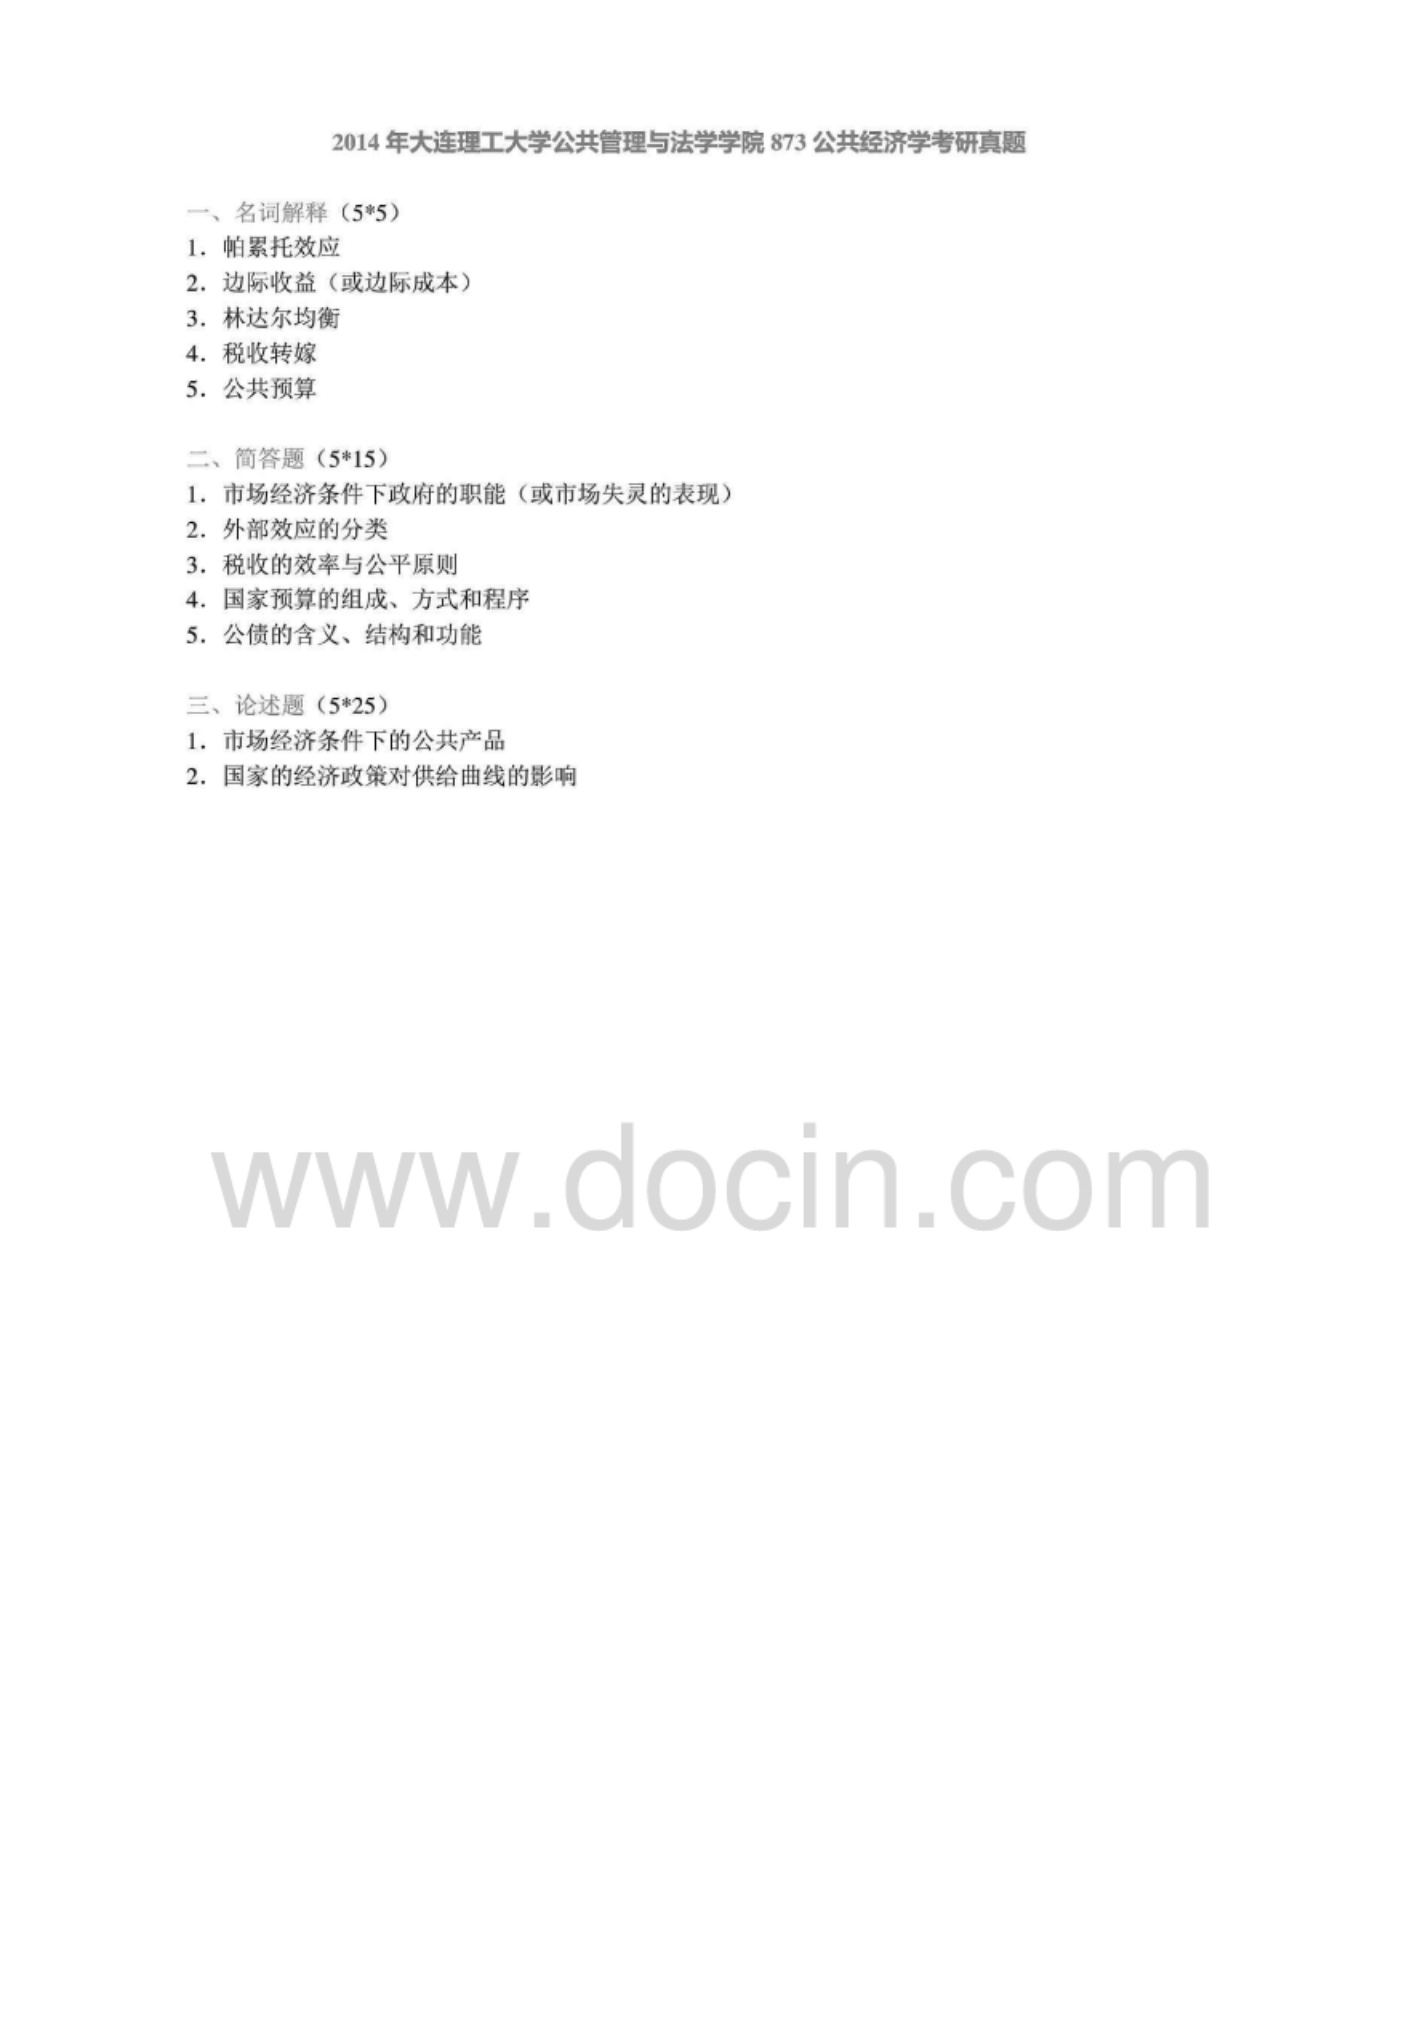 2014 年大连理工大学公共管理与法学学院 873 公共经济学考研真题
一、名词解释（5*5）
1．帕累托效应
2．边际收益（或边际成本）
3．林达尔均衡
4．税收转嫁
5．公共预算
二、简答题（5*15）
1．市场经济条件下政府的职能（或市场失灵的表现）
2．外部效应的分类
3．税收的效率与公平原则
4．国家预算的组成、方式和程序
5．公债的含义、结构和功能
三、论述题（5*25）
1．市场经济条件下的公共产品
2．国家的经济政策对供给曲线的影响
www.docin.com